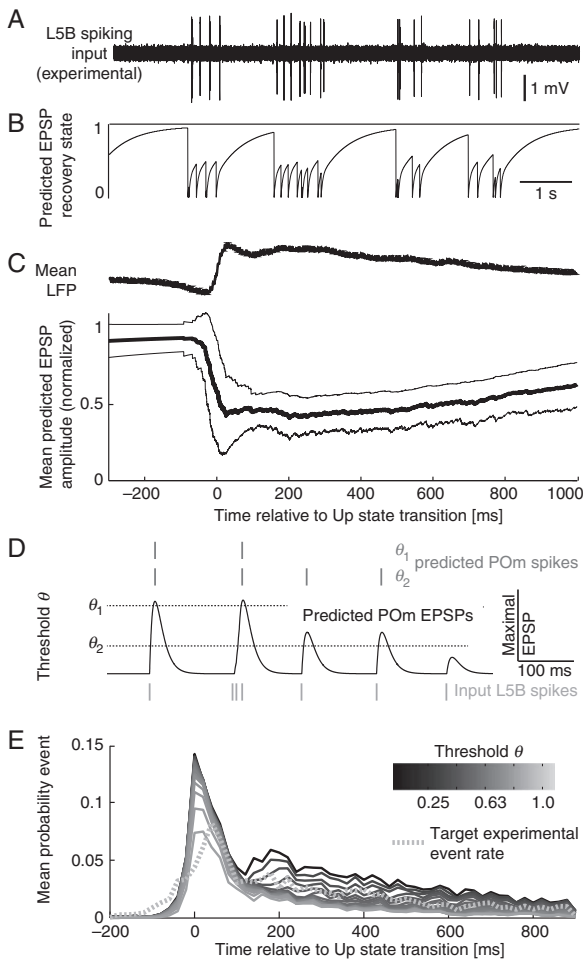 A
L5B spiking
input
(experimental)
1 mV
B
Predicted EPSP
recovery state
1
0
1 s
C
Mean
LFP
Mean predicted EPSP
amplitude (normalized)
1
0.5
0
−200
0
200
400
600
800
1000
Time relative to Up state transition [ms]
D
θ1 predicted POm spikes
θ2
Threshold θ
θ1
θ2
Predicted POm EPSPs
Maximal
EPSP
100 ms
Input L5B spikes
E
Mean probability event
0.15
0.1
0.05
0
Threshold θ
0.25
0.63
1.0
Target experimental
event rate
−200
0
200
400
600
800
Time relative to Up state transition [ms]